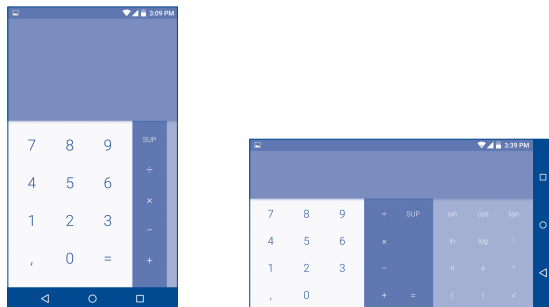 3:09 PM
7 8 9 SUP
÷
4 5 6
×
1 2 3
−
, 0 = +
3:39 PM
7 8 9 ÷ SUP sin cos tan
4 5 6 × ln log !
1 2 3 − π e ^
, 0 + = ( ) √